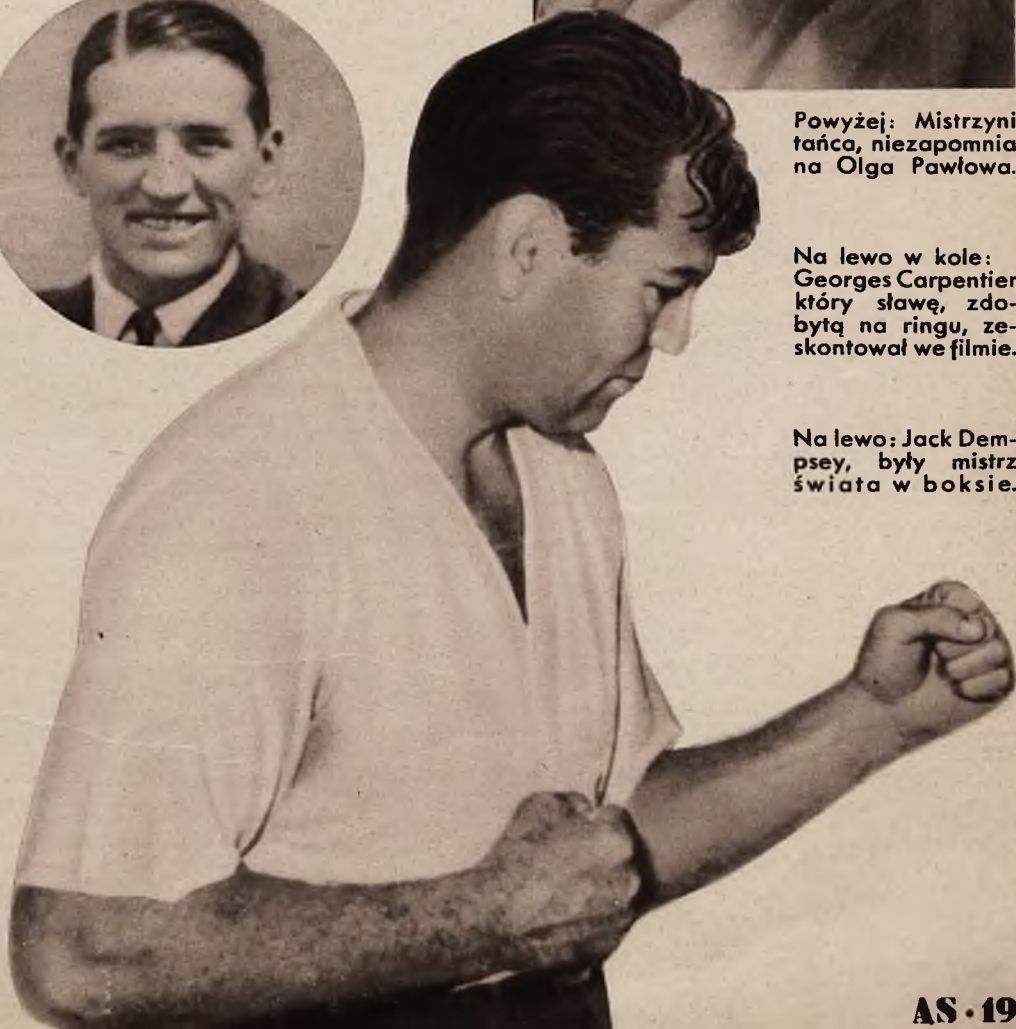 Powyżej: Mistrzyni
tańca, niezapomnia
na Olga Pawłowa.
Na lewo w kole:
Georges Carpentier
który sławę, zdo-
bytą na ringu, ze-
skontował we filmie.
Na lewo: Jack Dem-
psey, były mistrz
świata w boksie.
AS • 19